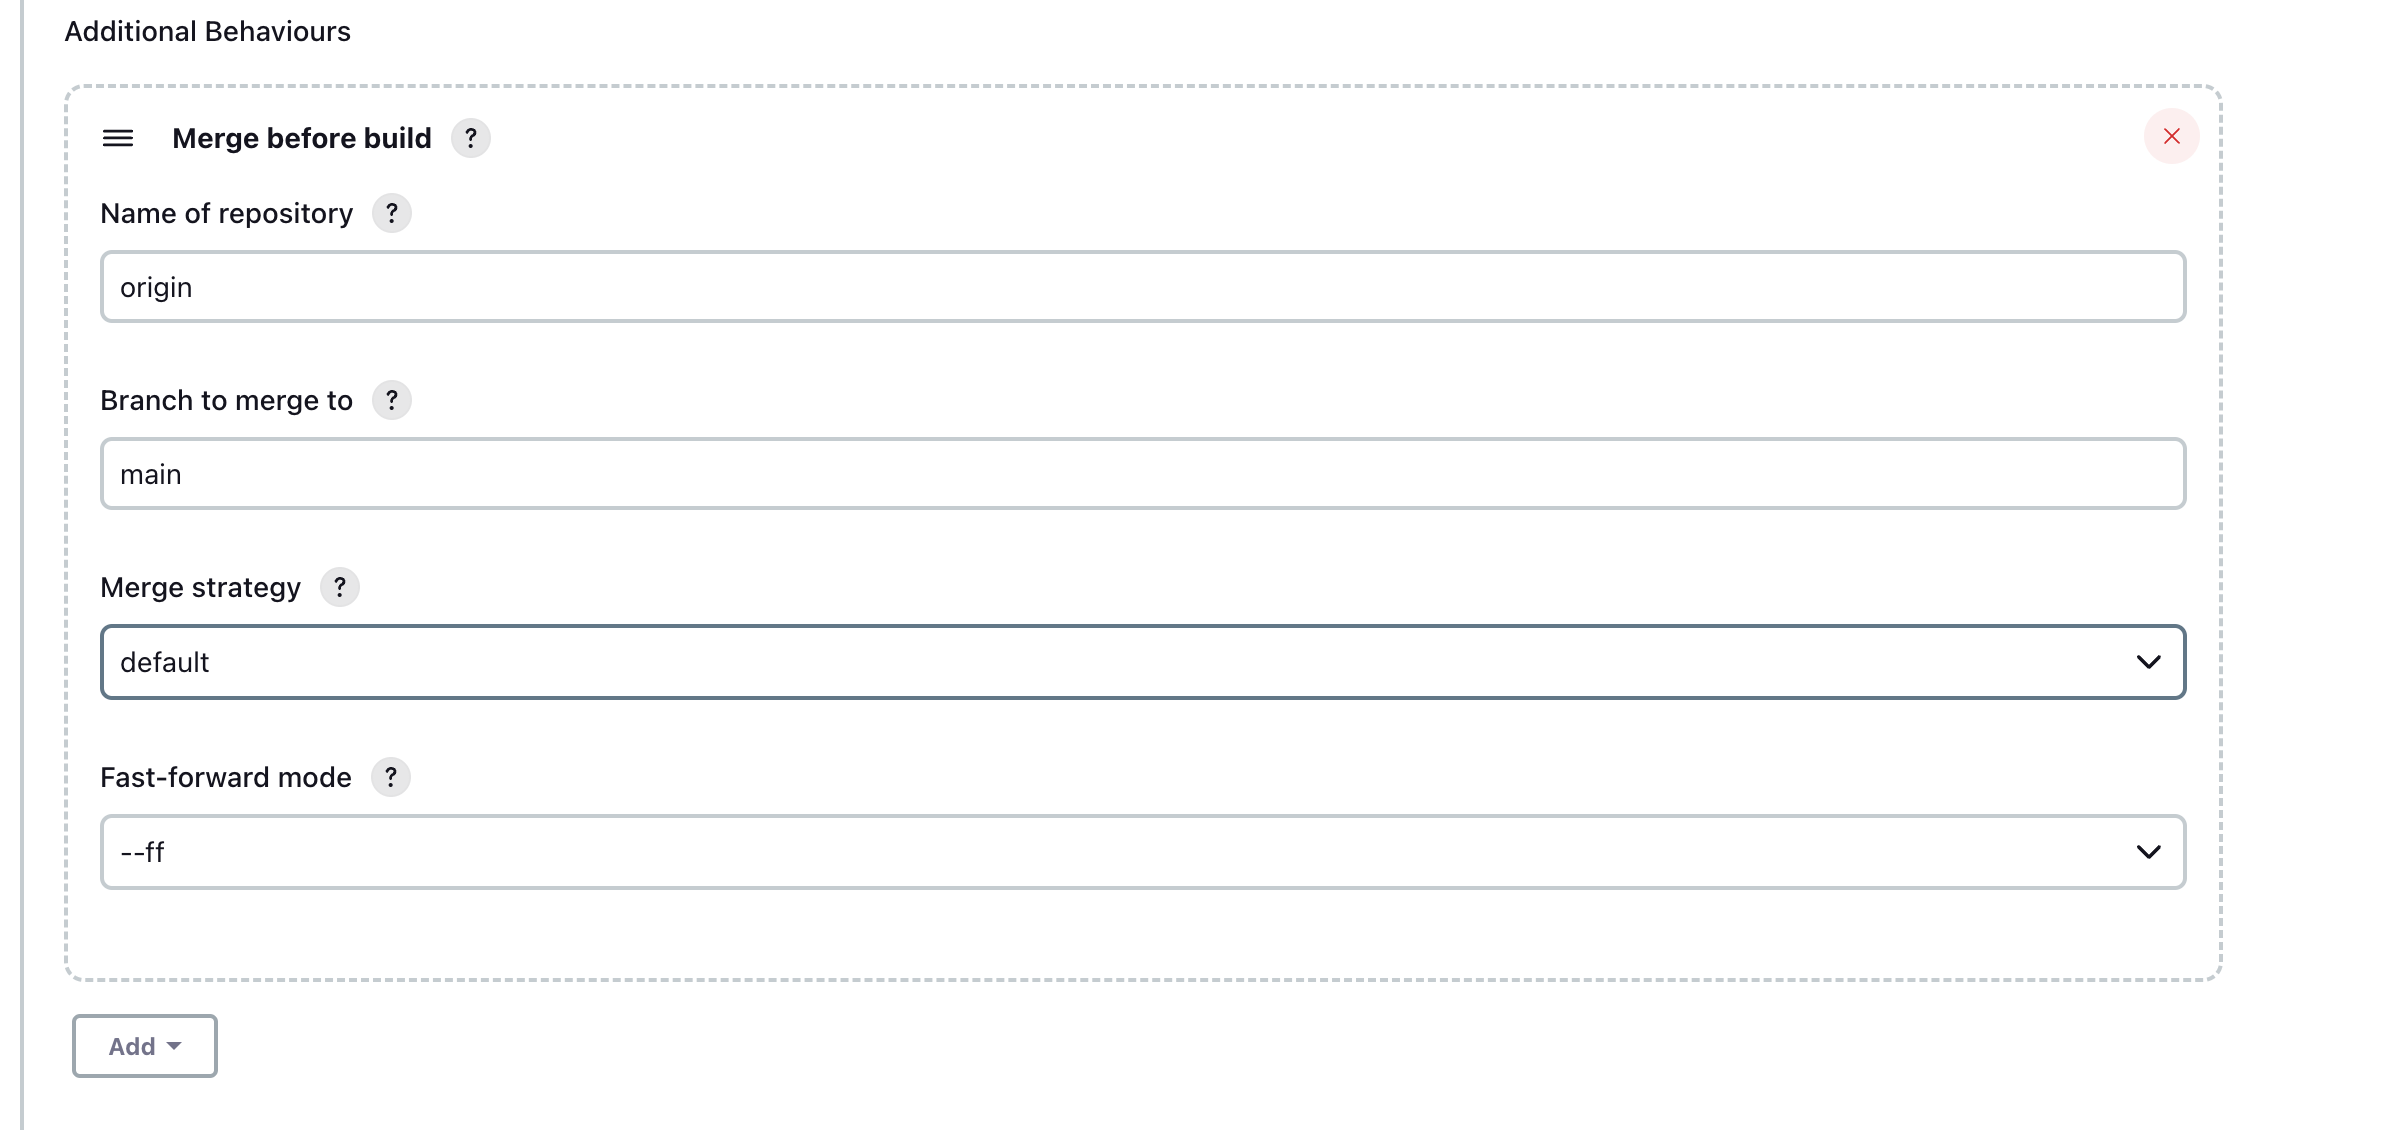 Additional Behaviours
Merge before build ?
Name of repository ?
origin
Branch to merge to ?
main
Merge strategy ?
default
Fast-forward mode ?
--ff
Add